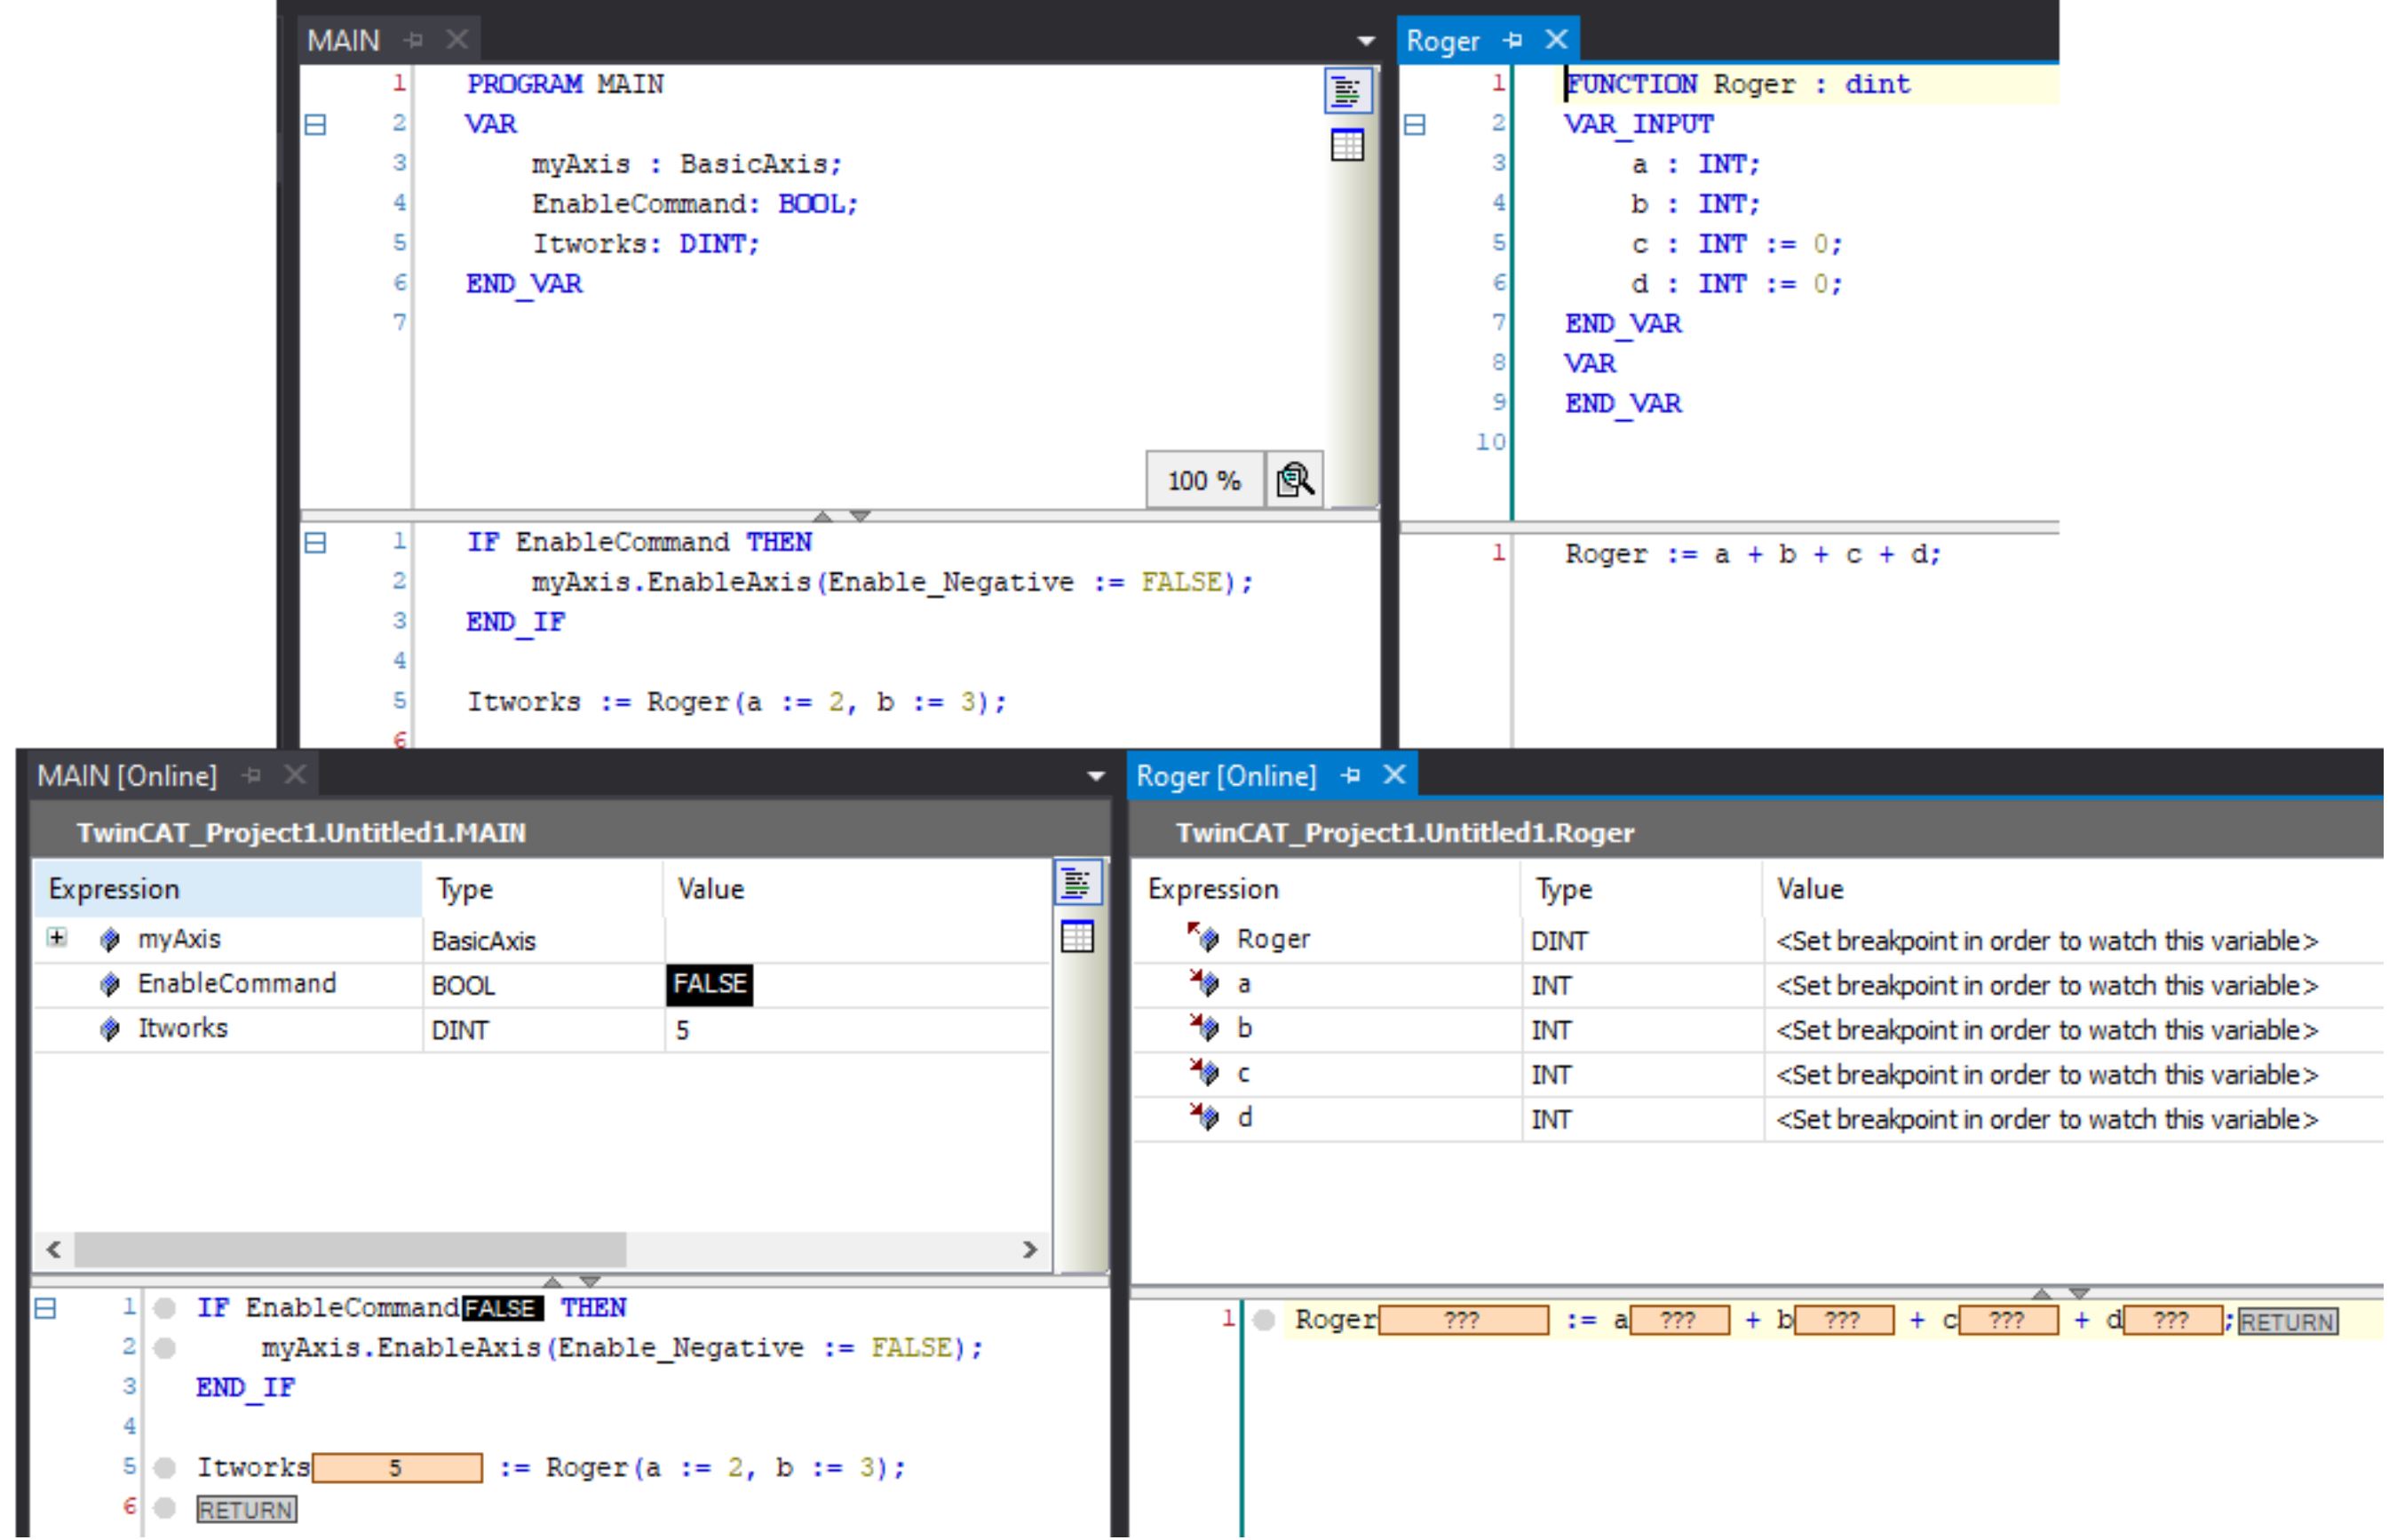 MAIN
1 PROGRAM MAIN
2 VAR
3 myAxis : BasicAxis;
4 EnableCommand: BOOL;
5 Itworks: DINT;
6 END_VAR
7
100 %
1 IF EnableCommand THEN
2 myAxis.EnableAxis(Enable_Negative := FALSE);
3 END_IF
4
5 Itworks := Roger(a := 2, b := 3);
6
Roger
1 FUNCTION Roger : dint
2 VAR_INPUT
3 a : INT;
4 b : INT;
5 c : INT := 0;
6 d : INT := 0;
7 END_VAR
8 VAR
9 END_VAR
10
1 Roger := a + b + c + d;
MAIN [Online]
TwinCAT_Project1.Untitled1.MAIN
Expression Type Value
myAxis BasicAxis
EnableCommand BOOL FALSE
Itworks DINT 5
1 IF EnableCommand FALSE THEN
2 myAxis.EnableAxis(Enable_Negative := FALSE);
3 END_IF
4
5 Itworks 5 := Roger(a := 2, b := 3);
6 RETURN
Roger [Online]
TwinCAT_Project1.Untitled1.Roger
Expression Type Value
Roger DINT <Set breakpoint in order to watch this variable>
a INT <Set breakpoint in order to watch this variable>
b INT <Set breakpoint in order to watch this variable>
c INT <Set breakpoint in order to watch this variable>
d INT <Set breakpoint in order to watch this variable>
1 Roger ??? := a ??? + b ??? + c ??? + d ??? ; RETURN